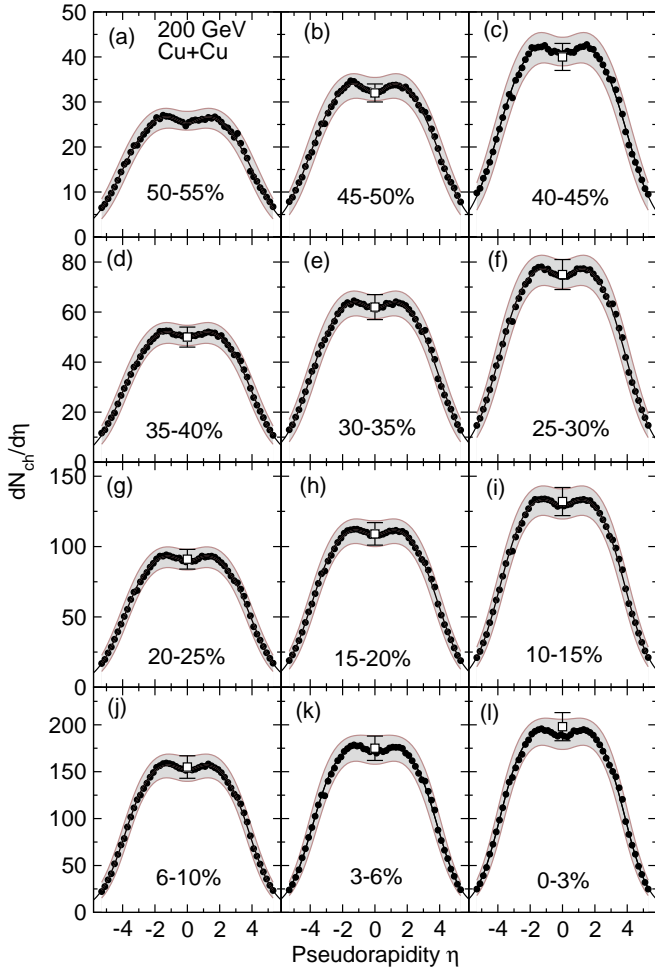 50
40
30
20
10
0
(a)
200 GeV
Cu+Cu
50-55%
(b)
45-50%
(c)
40-45%
80
60
40
20
0
(d)
35-40%
(e)
30-35%
(f)
25-30%
150
100
50
0
(g)
20-25%
(h)
15-20%
(i)
10-15%
200
150
100
50
25
0
(j)
6-10%
(k)
3-6%
(l)
0-3%
-4 -2 0 2 4
-4 -2 0 2 4
-4 -2 0 2 4
Pseudorapidity η
dN_ch/dη